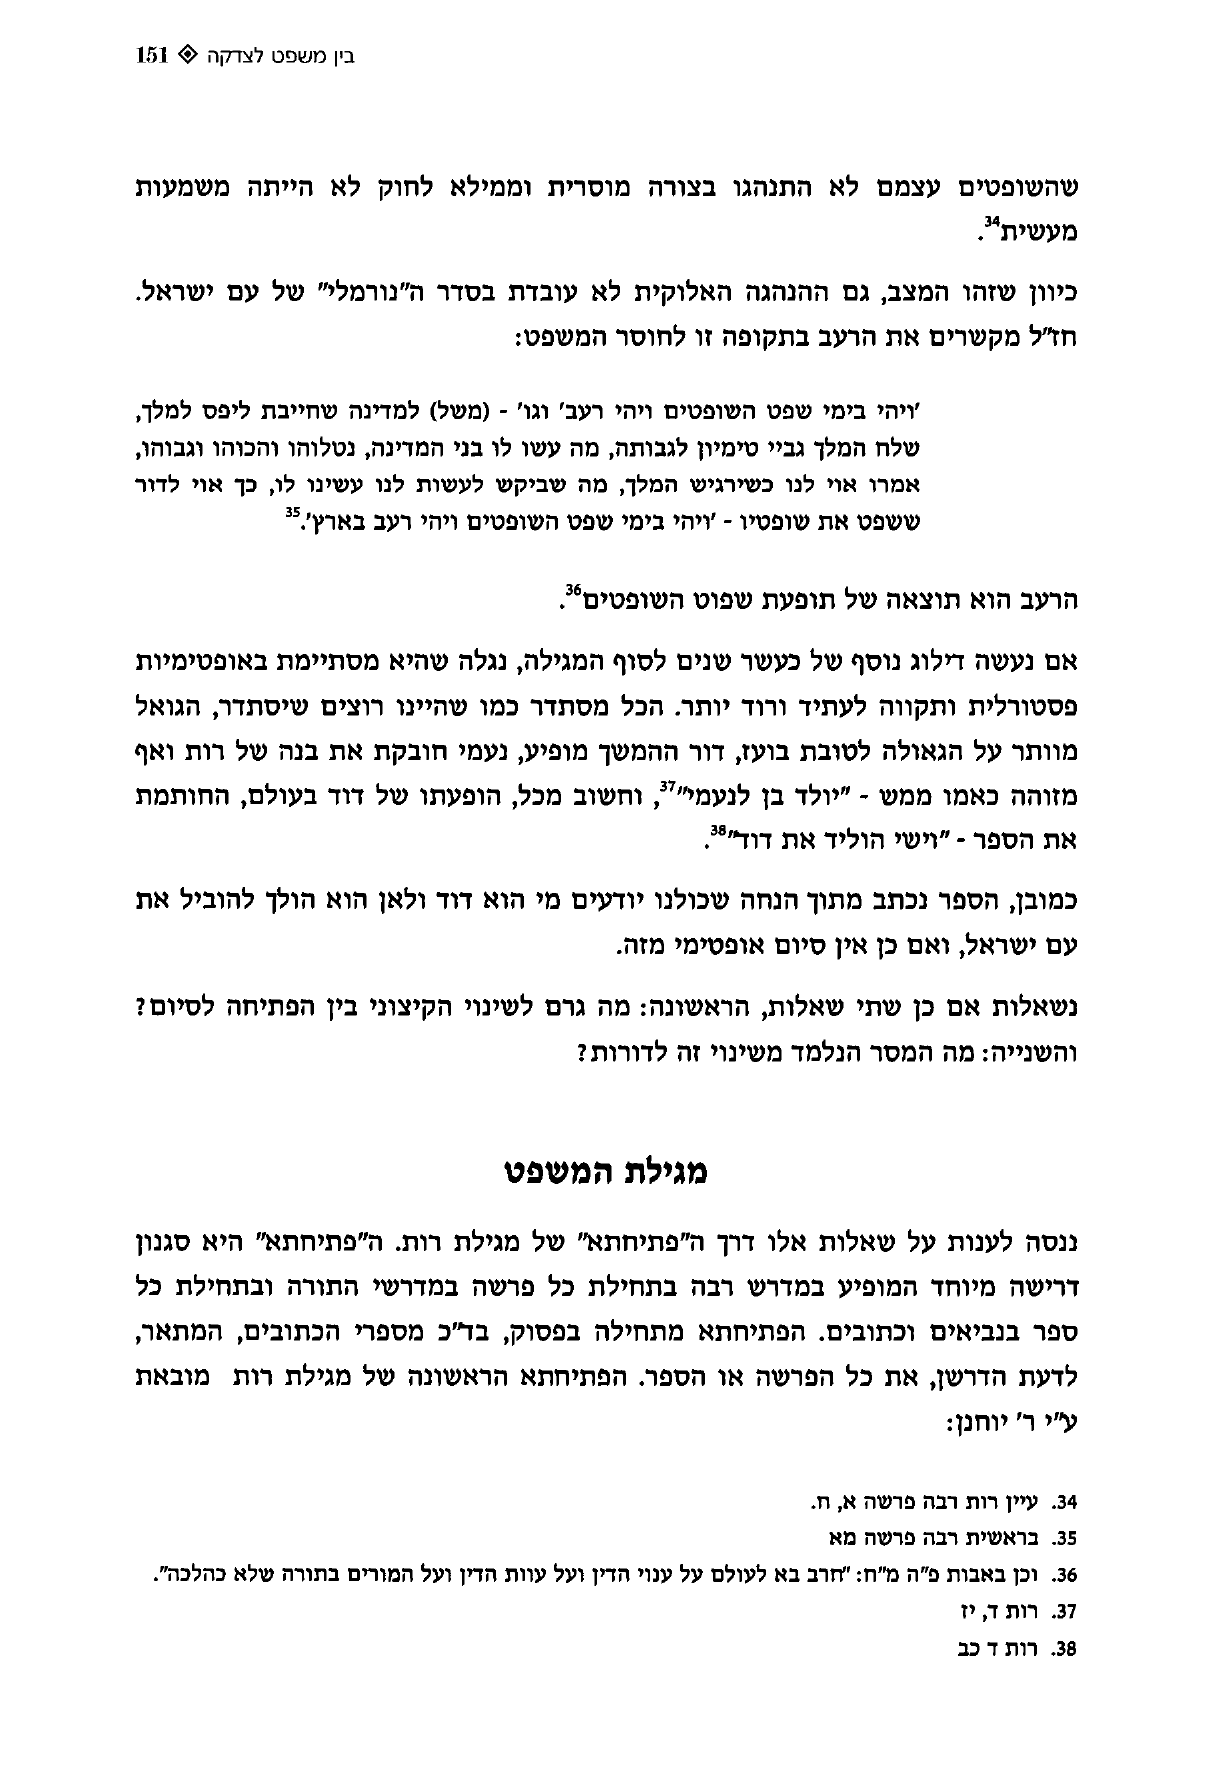 בין משפט לצדקה ◈ 151
שהשופטים עצמם לא התנהגו בצורה מוסרית וממילא לחוק לא הייתה משמעות
מעשית34.
כיוון שזהו המצב, גם ההנהגה האלוקית לא עובדת בסדר ה"נורמלי" של עם ישראל.
חז"ל מקשרים את הרעב בתקופה זו לחוסר המשפט:
'ויהי בימי שפט השופטים ויהי רעב' וגו' - (משל) למדינה שחייבת ליפס למלך,
שלח המלך גביי טימיון לגבותה, מה עשו לו בני המדינה, נטלוהו והכוהו וגבוהו,
אמרו אוי לנו כשירגיש המלך, מה שביקש לעשות לנו עשינו לו, כך אוי לדור
ששפט את שופטיו - 'ויהי בימי שפט השופטים ויהי רעב בארץ'.35
הרעב הוא תוצאה של תופעת שפוט השופטים36.
אם נעשה דילוג נוסף של כעשר שנים לסוף המגילה, נגלה שהיא מסתיימת באופטימיות
פסטורלית ותקווה לעתיד ורוד יותר. הכל מסתדר כמו שהיינו רוצים שיסתדר, הגואל
מוותר על הגאולה לטובת בועז, דור ההמשך מופיע, נעמי חובקת את בנה של רות ואף
מזוהה כאמו ממש - "יולד בן לנעמי"37, וחשוב מכל, הופעתו של דוד בעולם, החותמת
את הספר - "וישי הוליד את דוד"38.
כמובן, הספר נכתב מתוך הנחה שכולנו יודעים מי הוא דוד ולאן הוא הולך להוביל את
עם ישראל, ואם כן אין סיום אופטימי מזה.
נשאלות אם כן שתי שאלות, הראשונה: מה גרם לשינוי הקיצוני בין הפתיחה לסיום?
והשנייה: מה המסר הנלמד משינוי זה לדורות?
מגילת המשפט
ננסה לענות על שאלות אלו דרך ה"פתיחתא" של מגילת רות. ה"פתיחתא" היא סגנון
דרישה מיוחד המופיע במדרש רבה בתחילת כל פרשה במדרשי התורה ובתחילת כל
ספר בנביאים וכתובים. הפתיחתא מתחילה בפסוק, בד"כ מספרי הכתובים, המתאר,
לדעת הדרשן, את כל הפרשה או הספר. הפתיחתא הראשונה של מגילת רות מובאת
ע"י ר' יוחנן:
34. עיין רות רבה פרשה א, ח.
35. בראשית רבה פרשה מא
36. וכן באבות פ"ה מ"ח: "חרב בא לעולם על ענוי הדין ועל עוות הדין ועל המורים בתורה שלא כהלכה".
37. רות ד, יז
38. רות ד כב